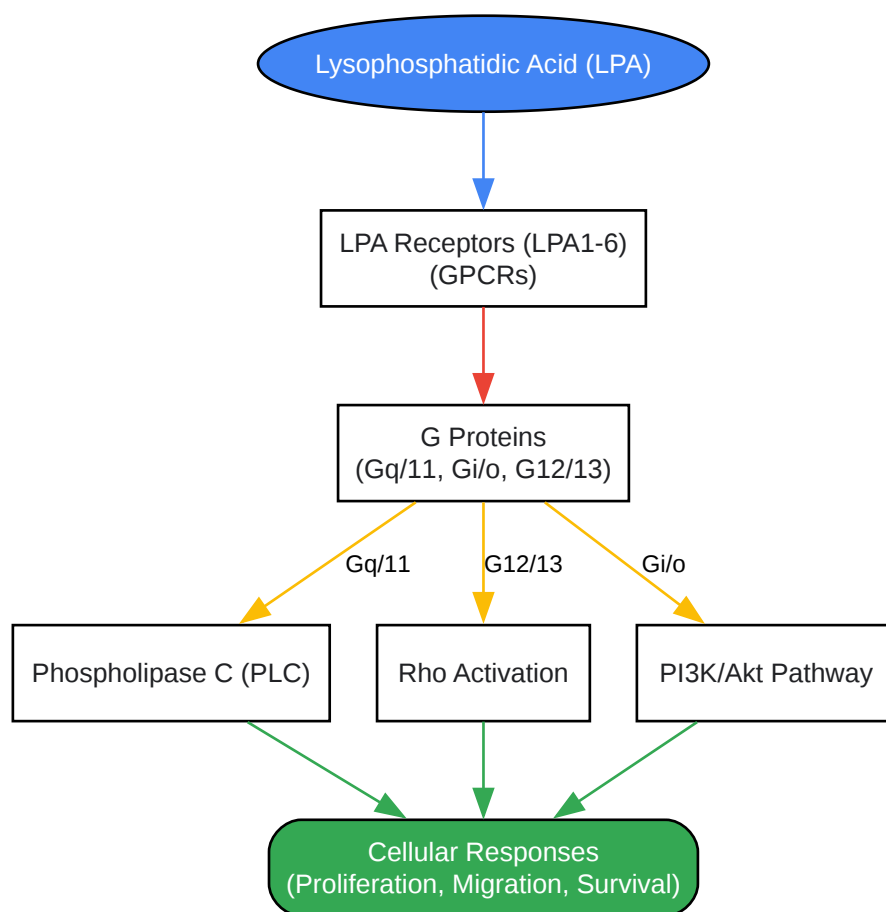 Lysophosphatidic Acid (LPA)
LPA Receptors (LPA1-6)
(GPCRs)
G Proteins
(Gq/11, Gi/o, G12/13)
Gq/11
G12/13
Gi/o
Phospholipase C (PLC)
Rho Activation
PI3K/Akt Pathway
Cellular Responses
(Proliferation, Migration, Survival)